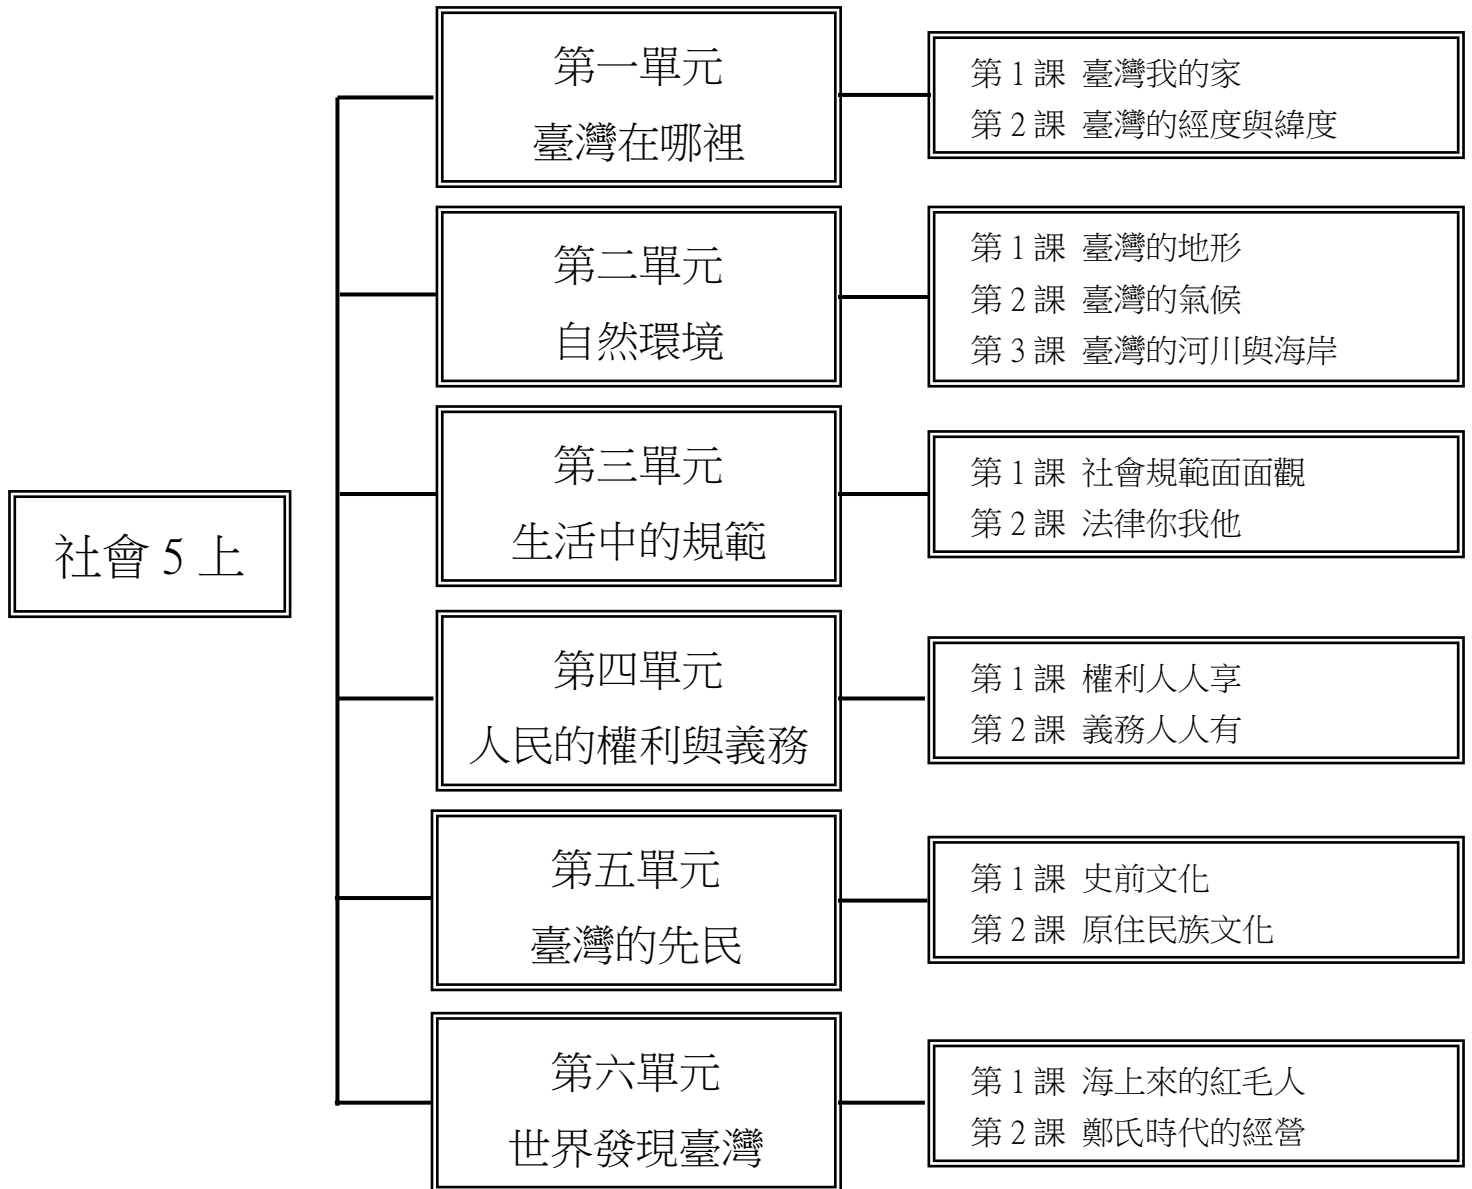 社會 5 上
第一單元
臺灣在哪裡
第 1 課 臺灣我的家
第 2 課 臺灣的經度與緯度
第二單元
自然環境
第 1 課 臺灣的地形
第 2 課 臺灣的氣候
第 3 課 臺灣的河川與海岸
第三單元
生活中的規範
第 1 課 社會規範面面觀
第 2 課 法律你我他
第四單元
人民的權利與義務
第 1 課 權利人人享
第 2 課 義務人人有
第五單元
臺灣的先民
第 1 課 史前文化
第 2 課 原住民族文化
第六單元
世界發現臺灣
第 1 課 海上來的紅毛人
第 2 課 鄭氏時代的經營